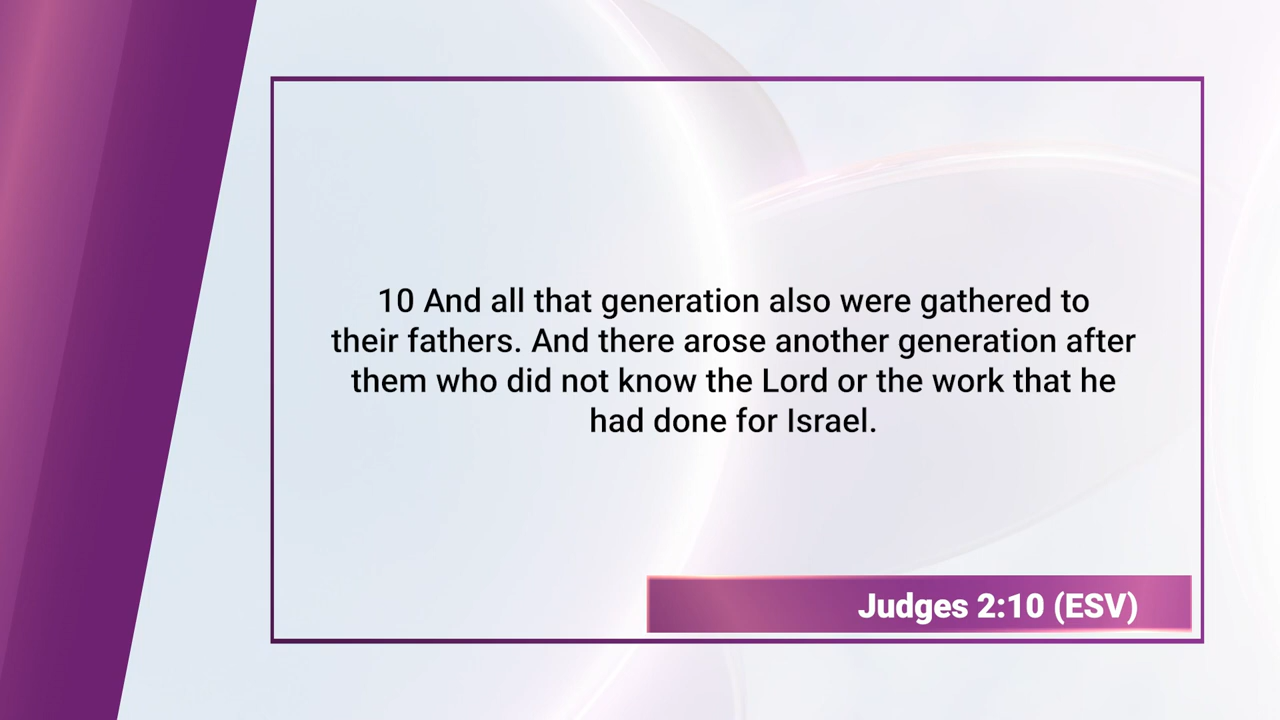 10 And all that generation also were gathered to
their fathers. And there arose another generation after
them who did not know the Lord or the work that he
had done for Israel.
Judges 2:10 (ESV)